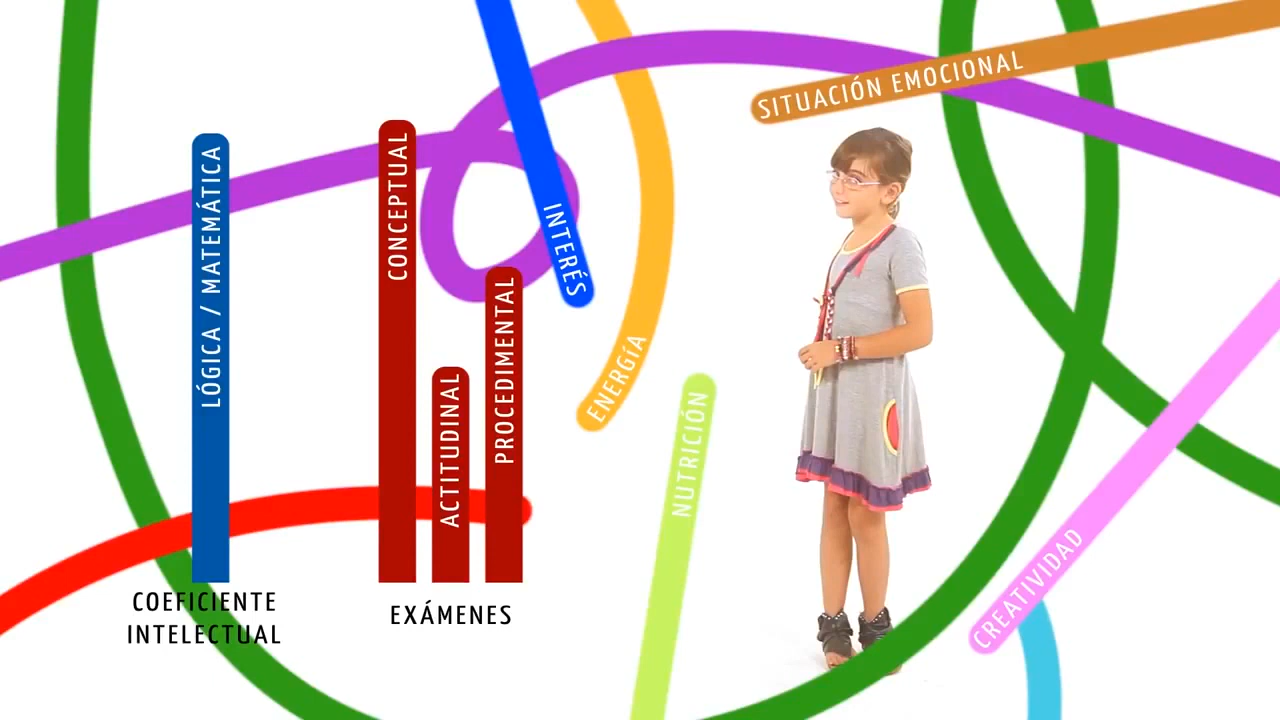 SITUACIÓN EMOCIONAL
LÓGICA / MATEMÁTICA
CONCEPTUAL
INTERÉS
PROCEDIMENTAL
ENERGÍA
ACTITUDINAL
NUTRICIÓN
CREATIVIDAD
COEFICIENTE
INTELECTUAL
EXÁMENES